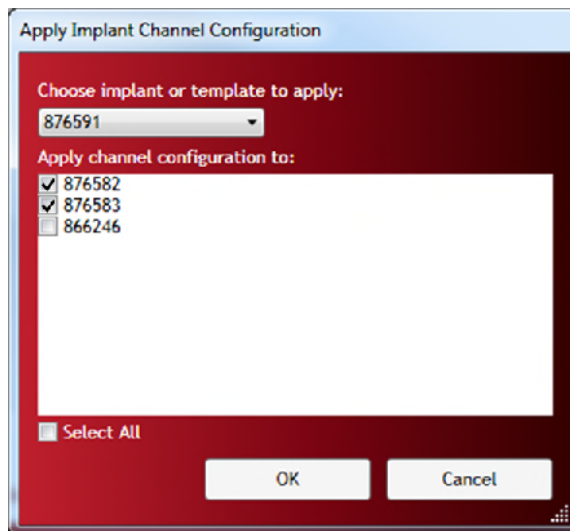 Apply Implant Channel Configuration
Choose implant or template to apply:
876591
Apply channel configuration to:
876582
876583
866246
Select All
OK
Cancel